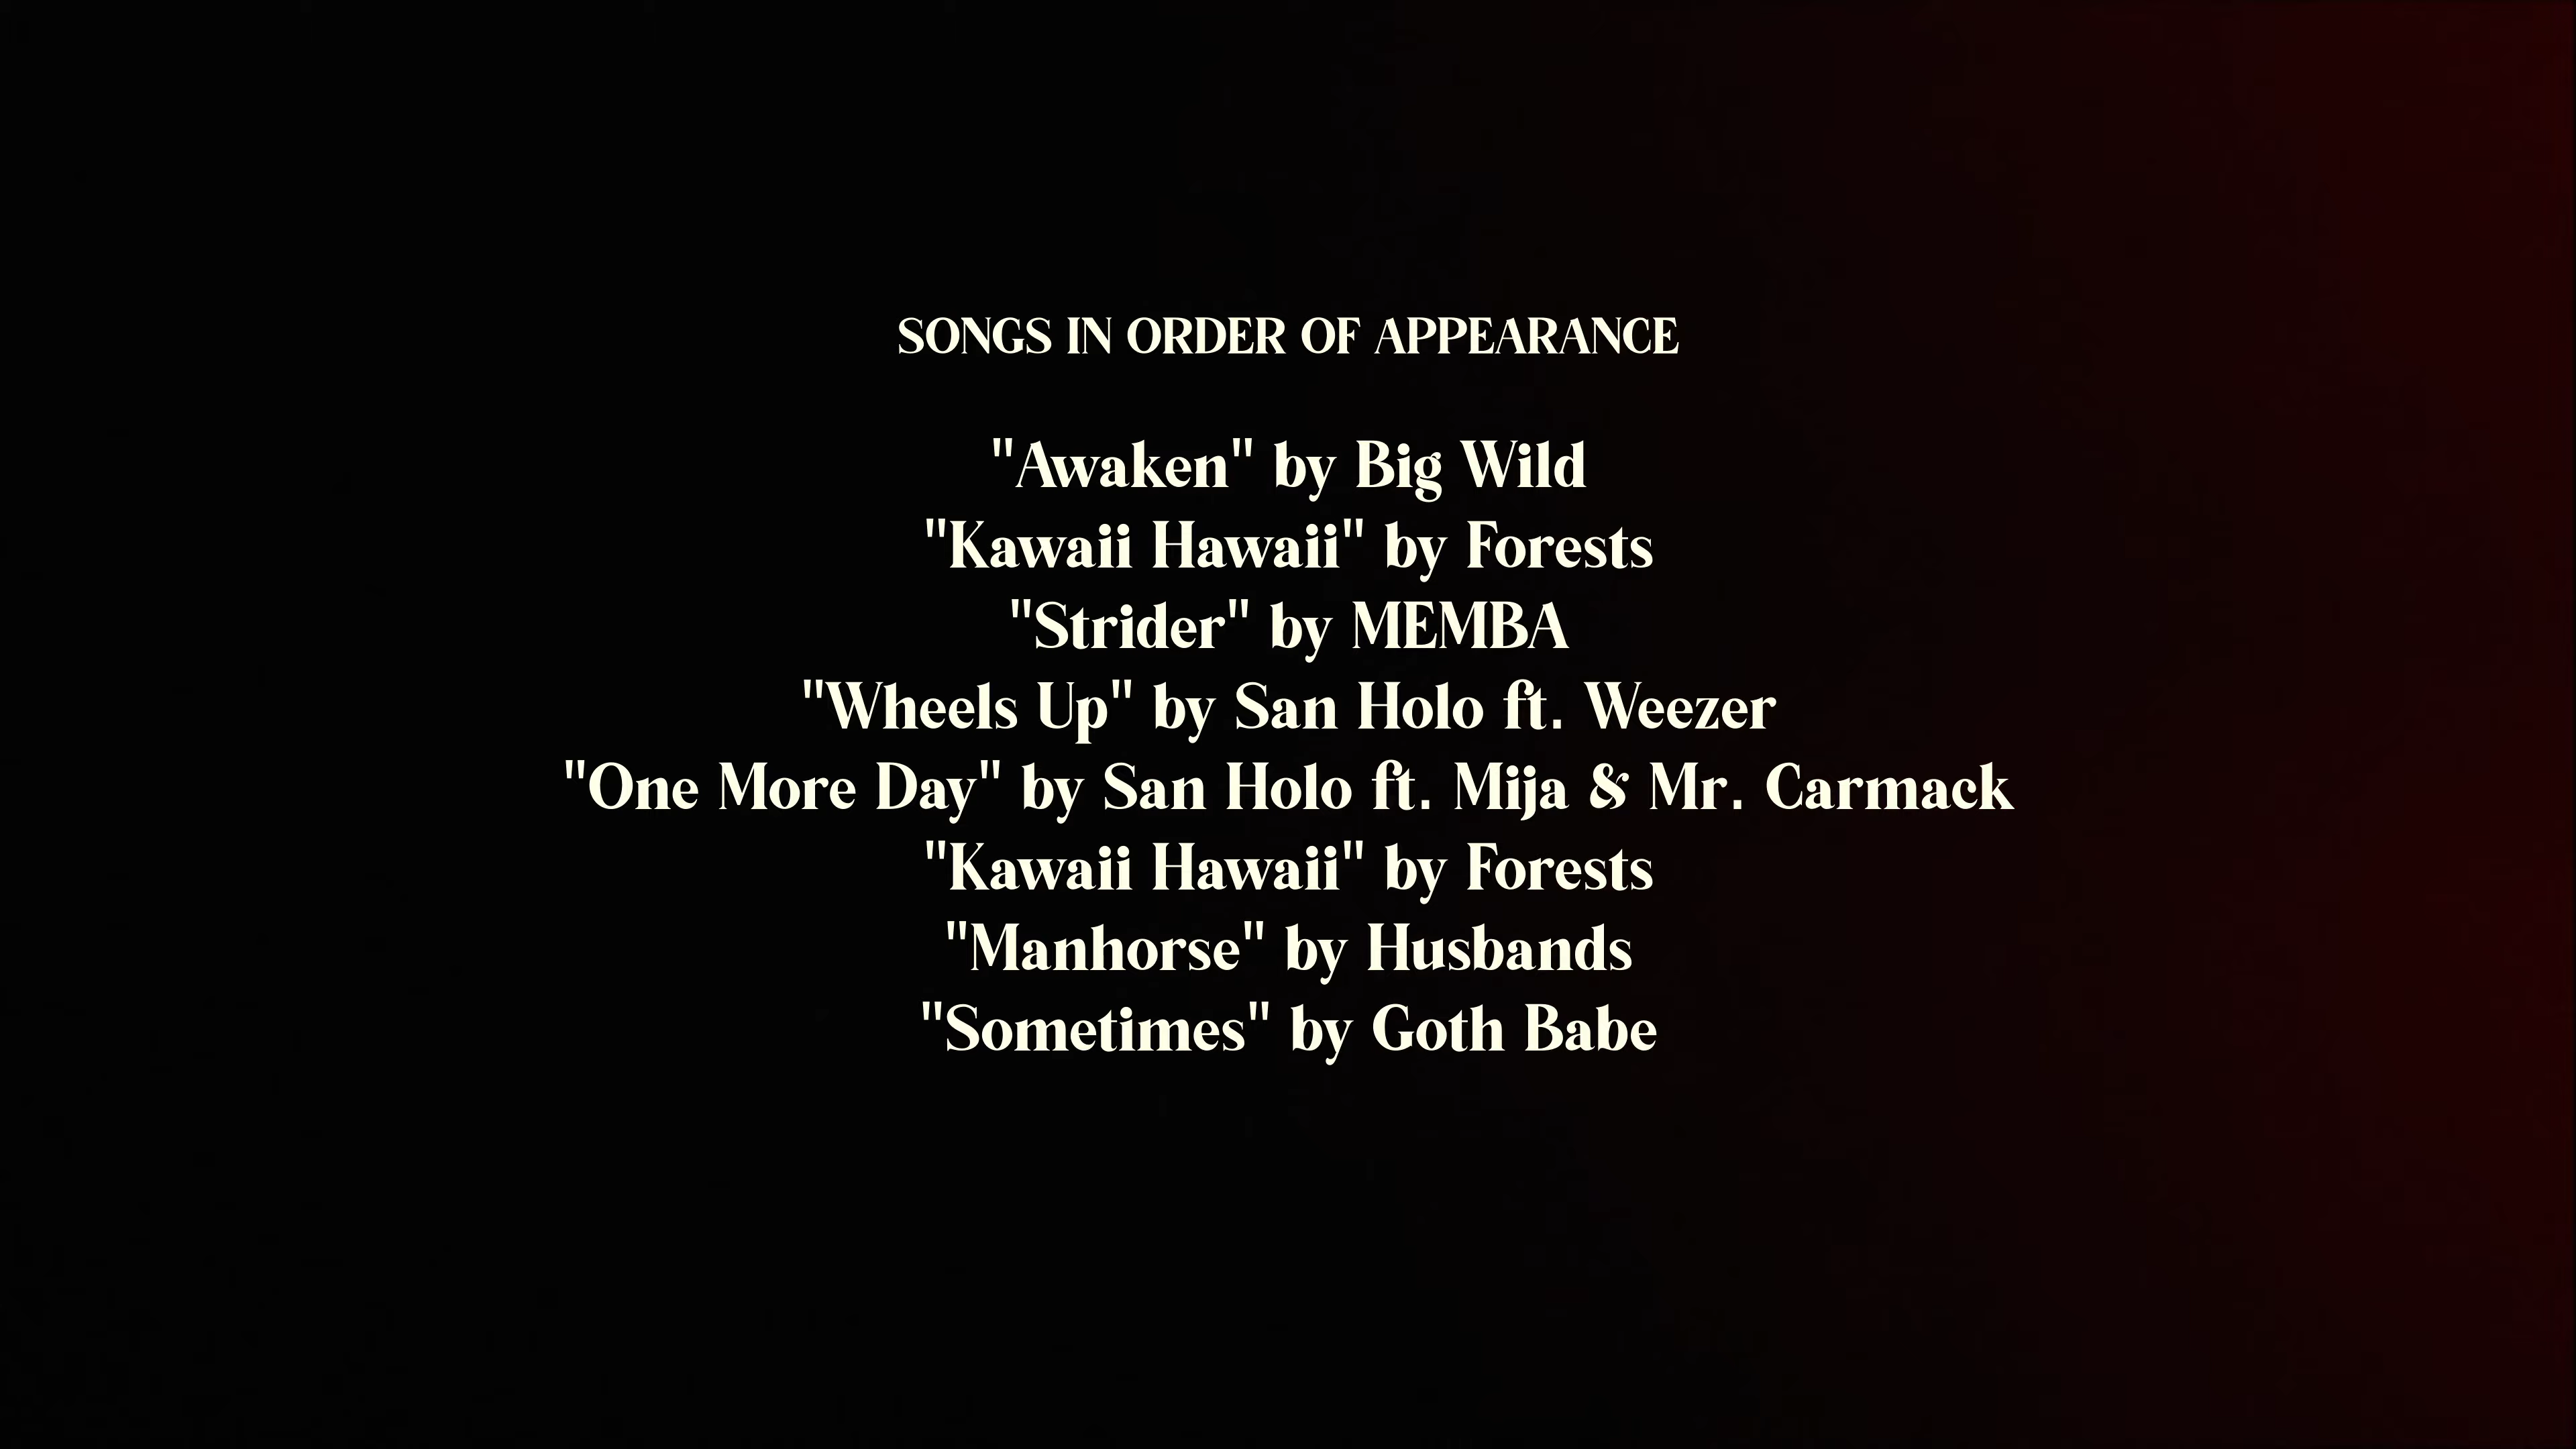 SONGS IN ORDER OF APPEARANCE
"Awaken" by Big Wild
"Kawaii Hawaii" by Forests
"Strider" by MEMBA
"Wheels Up" by San Holo ft. Weezer
"One More Day" by San Holo ft. Mija & Mr. Carmack
"Kawaii Hawaii" by Forests
"Manhorse" by Husbands
"Sometimes" by Goth Babe